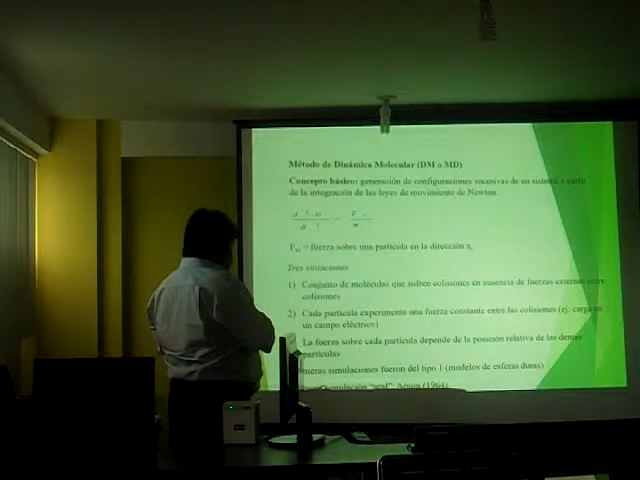 Método de Dinámica Molecular (DM o MD)
Concepto básico: generación de configuraciones sucesivas de un sistema a partir
de la integración de las leyes de movimiento de Newton.
= fuerza sobre una partícula en la dirección
Tres situaciones
1) Conjunto de moléculas que sufren colisiones en ausencia de fuerzas externas entre
colisiones
2) Cada partícula experimenta una fuerza constante entre las colisiones (ej. carga en
un campo eléctrico)
La fuerza sobre cada partícula depende de la posición relativa de las demás
partículas
simulaciones fueron del tipo 1 (modelos de esferas duras)
simulación "real": Argon (1964)